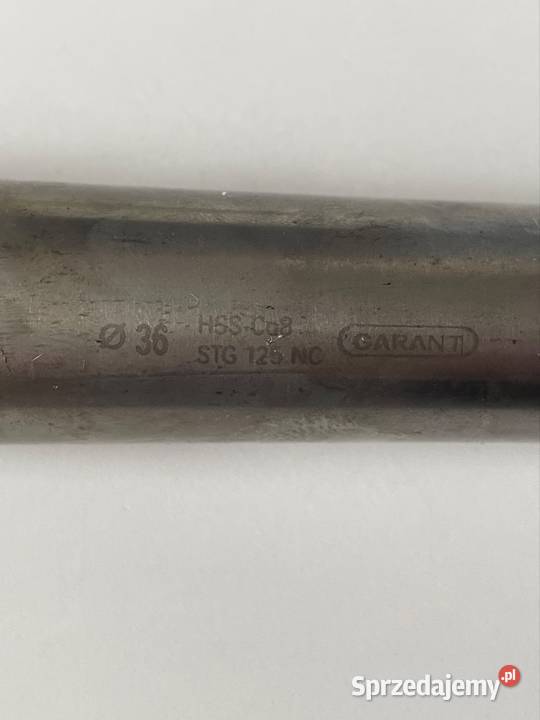 Ø 36 HSS Co8 GARANT
STG 125 NC
Sprzedajemy.pl